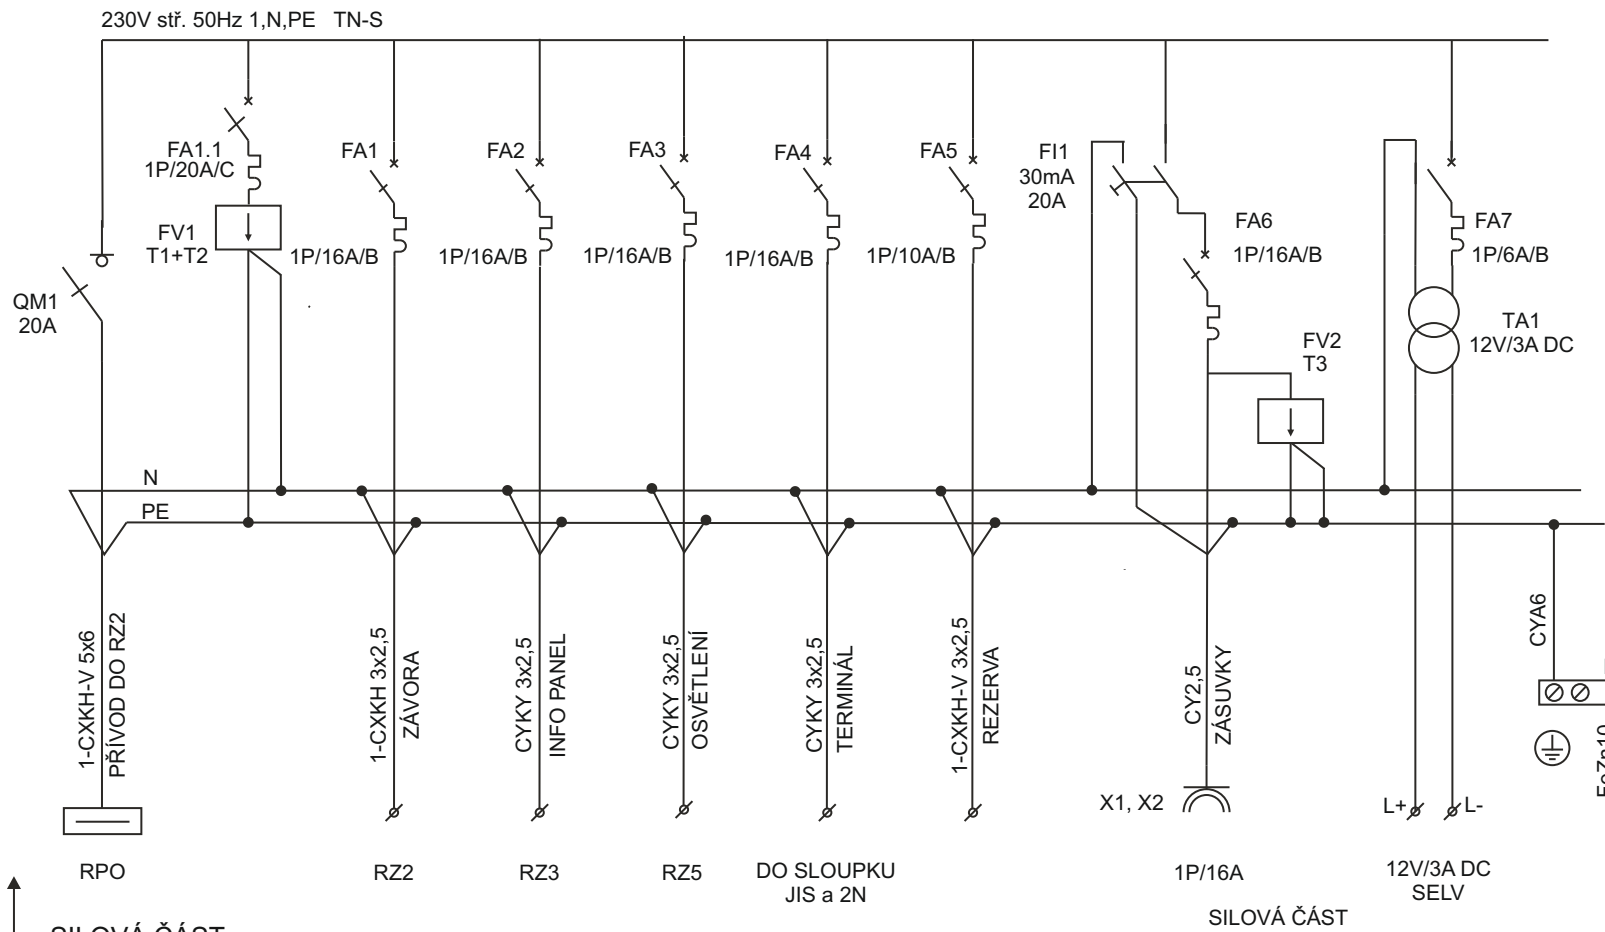 230V stř. 50Hz 1,N,PE TN-S
FA1.1
1P/20A/C
FV1
T1+T2
QM1
20A
FA1
1P/16A/B
FA2
1P/16A/B
FA3
1P/16A/B
FA4
1P/16A/B
FA5
1P/10A/B
FI1
30mA
20A
FA6
1P/16A/B
FV2
T3
FA7
1P/6A/B
TA1
12V/3A DC
N
PE
1-CXKH-V 5x6
PŘÍVOD DO RZ2
1-CXKH 3x2,5
ZÁVORA
CYKY 3x2,5
INFO PANEL
CYKY 3x2,5
OSVĚTLENÍ
CYKY 3x2,5
TERMINÁL
1-CXKH-V 3x2,5
REZERVA
CY2,5
ZÁSUVKY
CYA6
FeZn10
X1, X2
L+
L-
RPO
RZ2
RZ3
RZ5
DO SLOUPKU
JIS a 2N
1P/16A
12V/3A DC
SELV
SILOVÁ ČÁST
SILOVÁ ČÁST